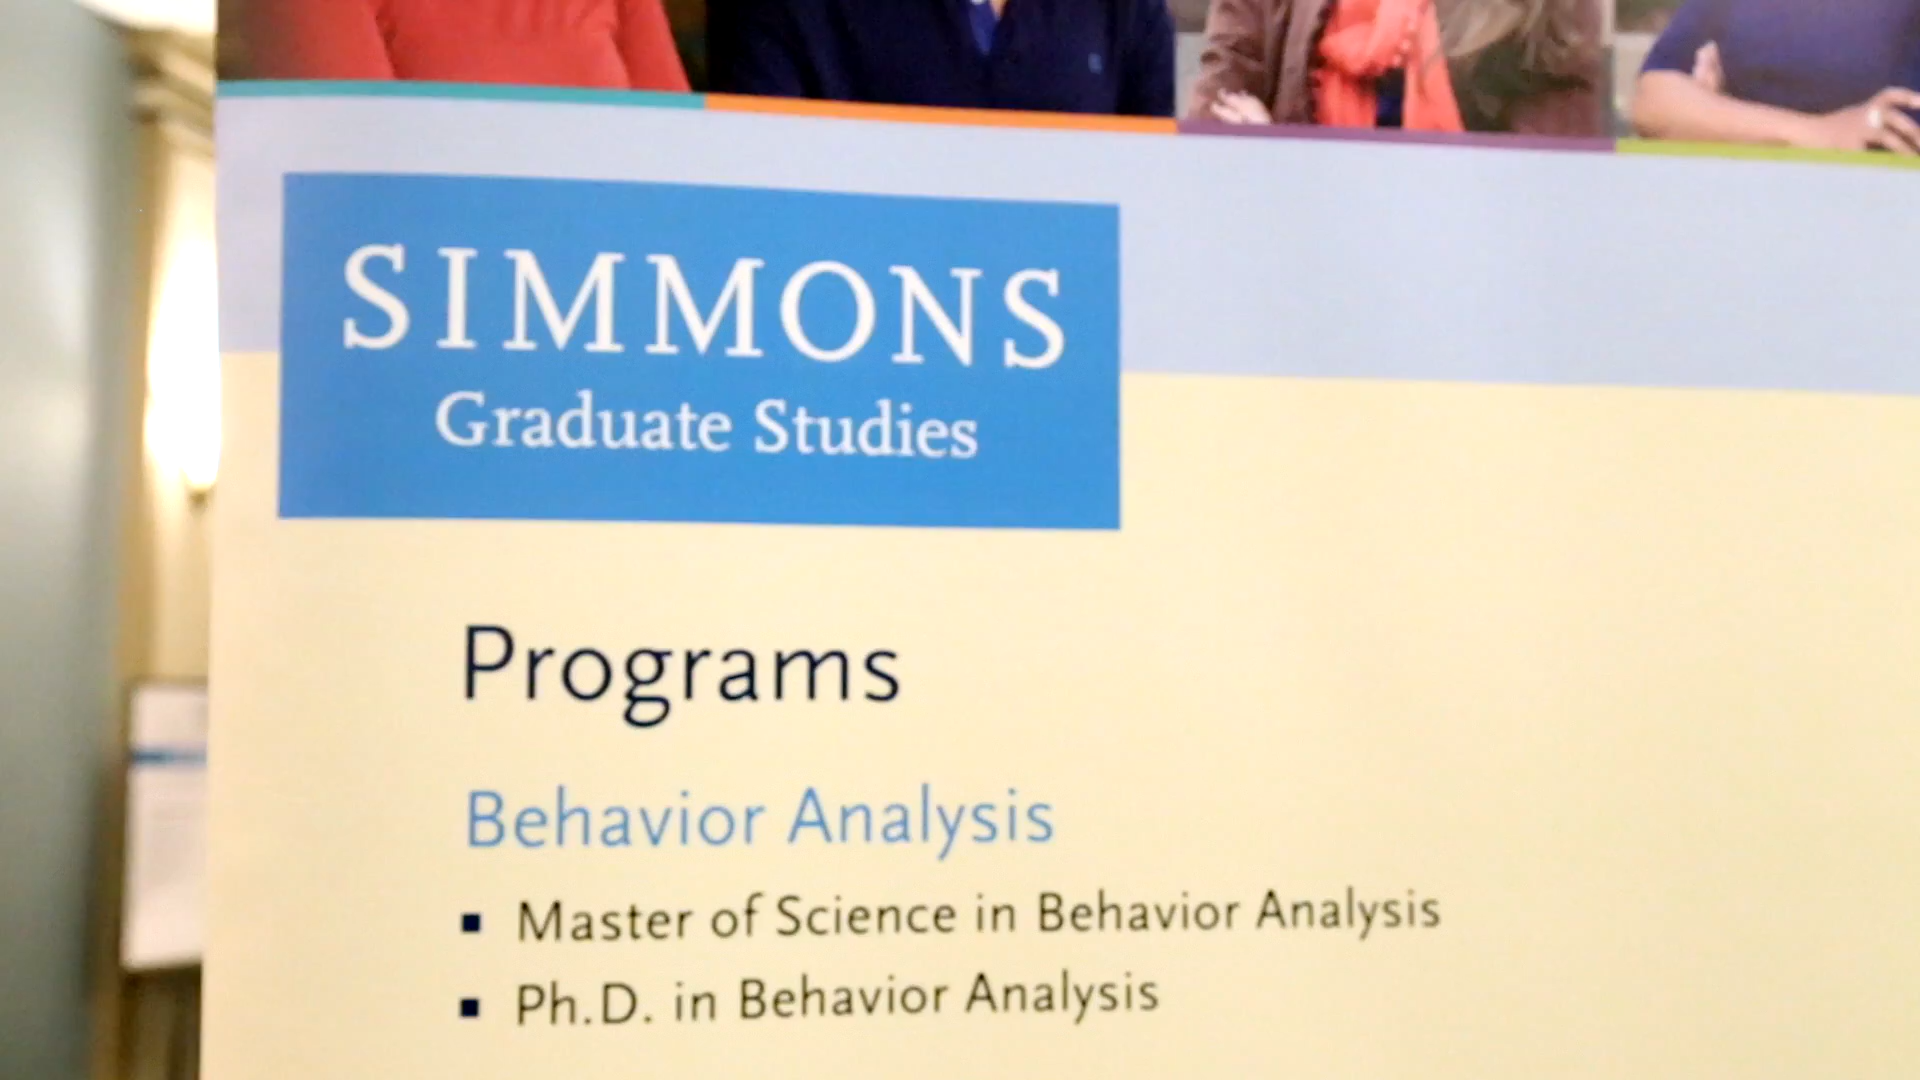 SIMMONS
Graduate Studies
Programs
Behavior Analysis
▪ Master of Science in Behavior Analysis
▪ Ph.D. in Behavior Analysis